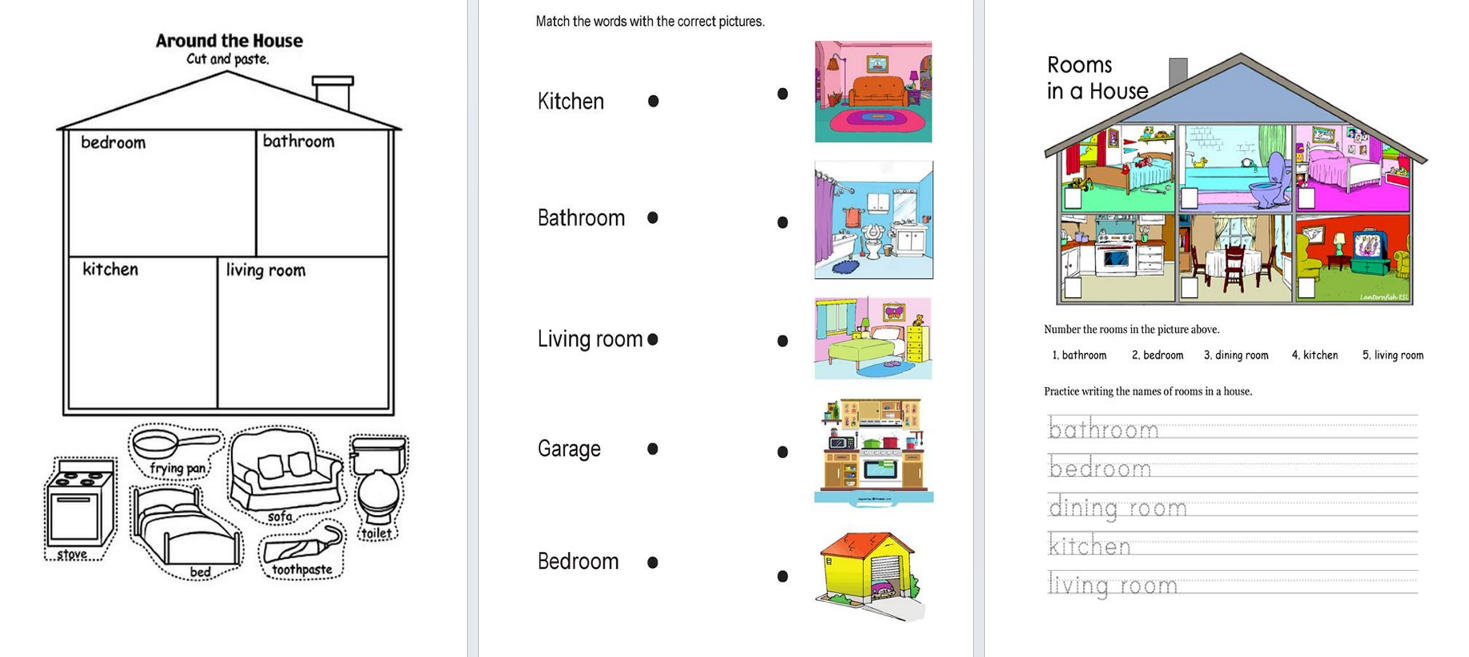 Around the House
Cut and paste.
bedroom
bathroom
kitchen
living room
frying pan
sofa
toilet
stove
bed
toothpaste
Match the words with the correct pictures.
Kitchen
Bathroom
Living room
Garage
Bedroom
Rooms
in a House
Lanternfish ESL
Number the rooms in the picture above.
1. bathroom 2. bedroom 3. dining room 4. kitchen 5. living room
Practice writing the names of rooms in a house.
bathroom
bedroom
dining room
kitchen
living room